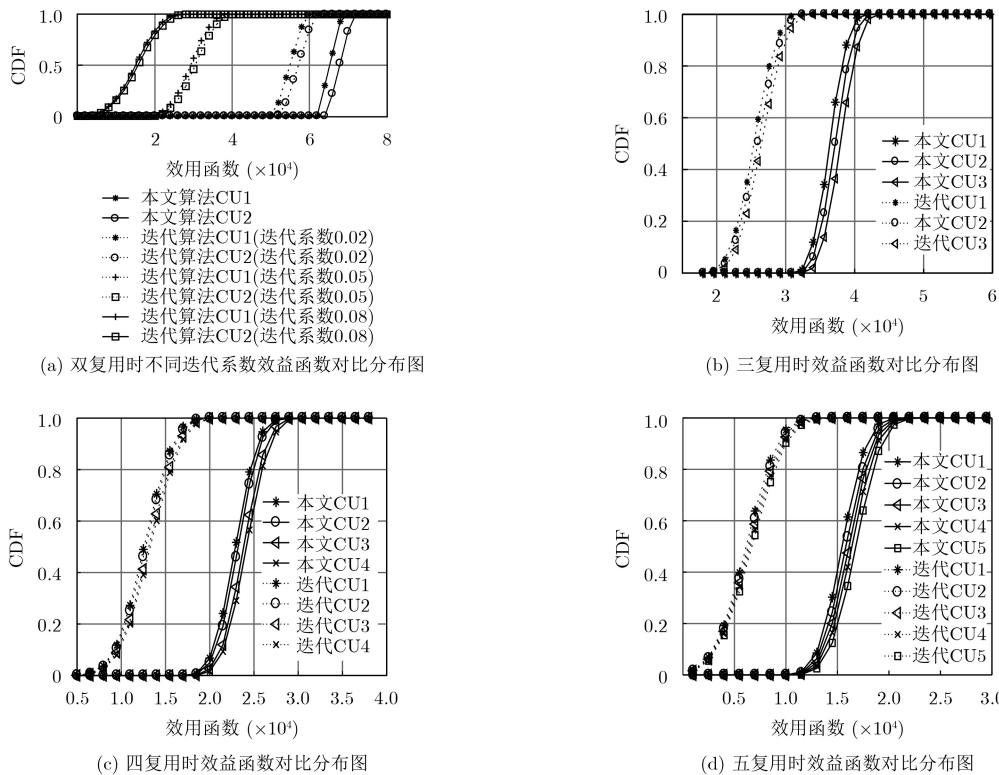 1.0
0.5
0
CDF
2
4
6
8
效用函数 (×10⁴)
本文算法CU1
本文算法CU2
迭代算法CU1(迭代系数0.02)
迭代算法CU2(迭代系数0.02)
迭代算法CU1(迭代系数0.05)
迭代算法CU2(迭代系数0.05)
迭代算法CU1(迭代系数0.08)
迭代算法CU2(迭代系数0.08)
(a) 双复用时不同迭代系数效益函数对比分布图
1.0
0.8
0.6
0.4
0.2
0
CDF
本文CU1
本文CU2
本文CU3
迭代CU1
本文CU2
迭代CU3
2
3
4
5
6
效用函数 (×10⁴)
(b) 三复用时效益函数对比分布图
1.0
0.8
0.6
0.4
0.2
0
CDF
本文CU1
本文CU2
本文CU3
本文CU4
迭代CU1
迭代CU2
迭代CU3
迭代CU4
0.5
1.0
1.5
2.0
2.5
3.0
3.5
4.0
效用函数 (×10⁴)
(c) 四复用时效益函数对比分布图
1.0
0.8
0.6
0.4
0.2
0
CDF
本文CU1
本文CU2
本文CU3
本文CU4
本文CU5
迭代CU1
迭代CU2
迭代CU3
迭代CU4
迭代CU5
0.5
1.0
1.5
2.0
2.5
3.0
效用函数 (×10⁴)
(d) 五复用时效益函数对比分布图